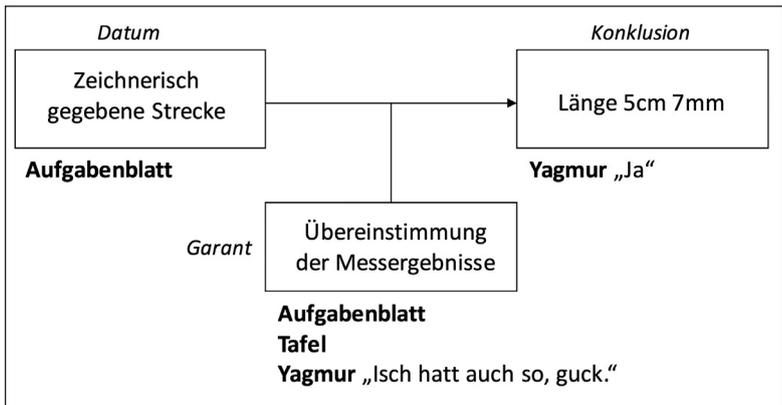 Datum
Konklusion
Zeichnerisch
gegebene Strecke
Länge 5cm 7mm
Aufgabenblatt
Yagmur „Ja“
Garant
Übereinstimmung
der Messergebnisse
Aufgabenblatt
Tafel
Yagmur „Isch hatt auch so, guck.“